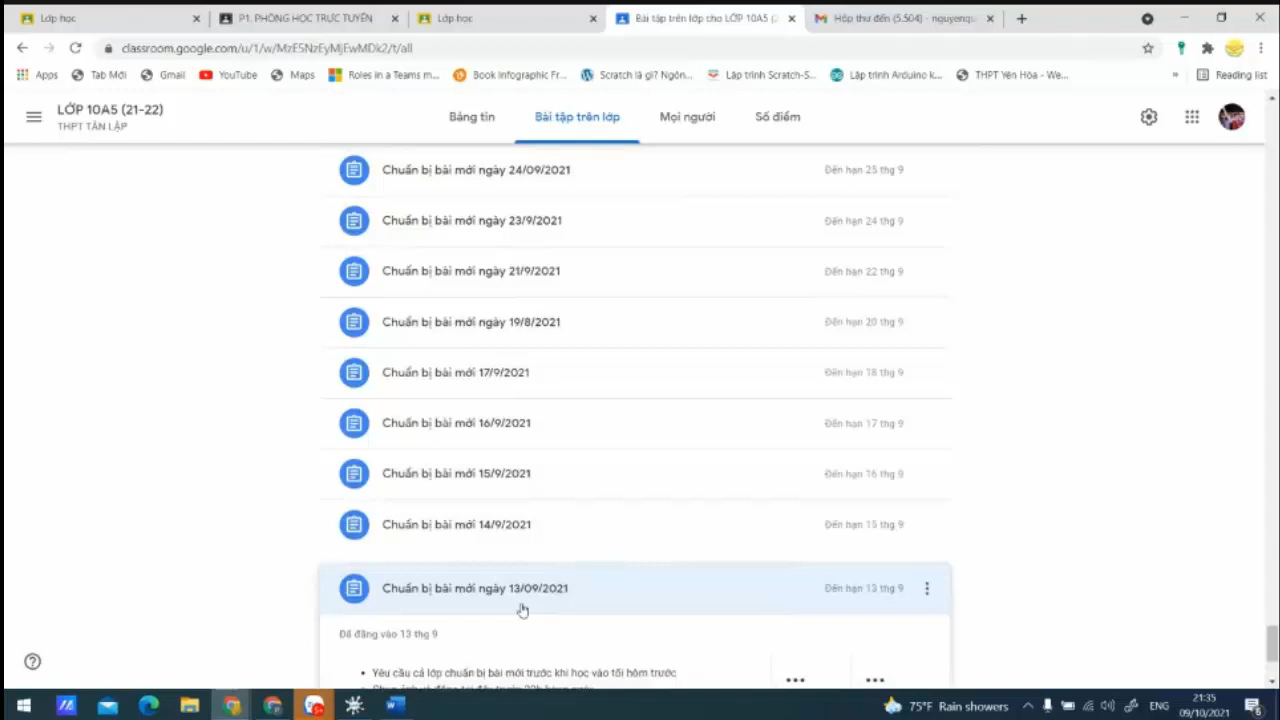 Lớp học
P1. PHÒNG HỌC TRỰC TUYẾN
Lớp học
Bài tập trên lớp cho LỚP 10A5 (2
Hộp thư đến (5.504) - nguyenqu
classroom.google.com/u/1/w/MzE5NzEyMjEwMDk2/t/all
Apps
Tab Mới
Gmail
YouTube
Maps
Roles in a Teams m...
Book Infographic Fr...
Scratch là gì? Ngôn...
Lập trình Scratch-S...
Lập trình Arduino k...
THPT Yên Hòa - We...
»
Reading list
LỚP 10A5 (21-22)
THPT TÂN LẬP
Bảng tin
Bài tập trên lớp
Mọi người
Số điểm
Chuẩn bị bài mới ngày 24/09/2021
Đến hạn 25 thg 9
Chuẩn bị bài mới ngày 23/9/2021
Đến hạn 24 thg 9
Chuẩn bị bài mới ngày 21/9/2021
Đến hạn 22 thg 9
Chuẩn bị bài mới ngày 19/8/2021
Đến hạn 20 thg 9
Chuẩn bị bài mới 17/9/2021
Đến hạn 18 thg 9
Chuẩn bị bài mới 16/9/2021
Đến hạn 17 thg 9
Chuẩn bị bài mới 15/9/2021
Đến hạn 16 thg 9
Chuẩn bị bài mới 14/9/2021
Đến hạn 15 thg 9
Chuẩn bị bài mới ngày 13/09/2021
Đến hạn 13 thg 9
Đã đăng vào 13 thg 9
• Yêu cầu cả lớp chuẩn bị bài mới trước khi học vào tối hôm trước
75°F Rain showers
ENG
21:35
09/10/2021
6